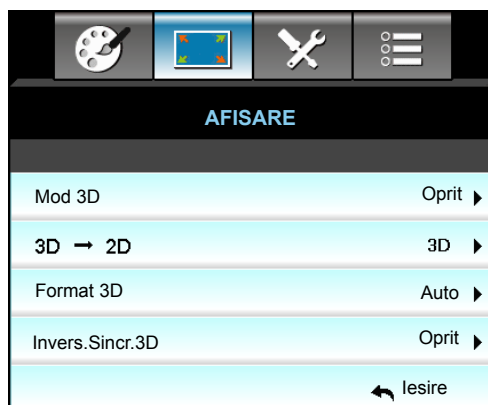 AFISARE
Mod 3D Oprit
3D → 2D 3D
Format 3D Auto
Invers.Sincr.3D Oprit
Iesire